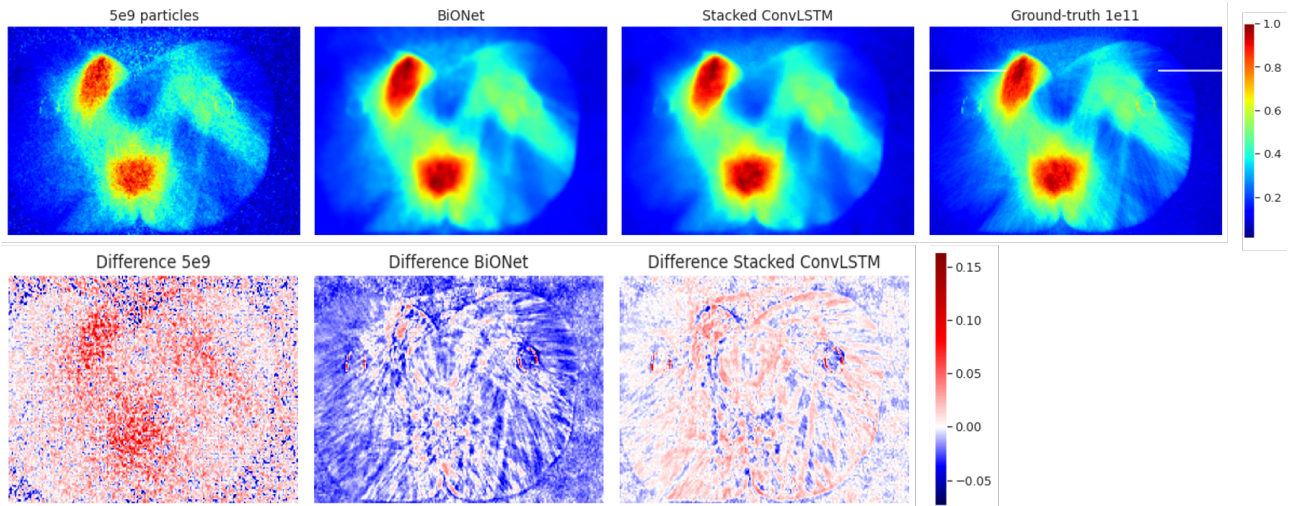 5e9 particles
BiONet
Stacked ConvLSTM
Ground-truth 1e11
1.0
0.8
0.6
0.4
0.2
Difference 5e9
Difference BiONet
Difference Stacked ConvLSTM
0.15
0.10
0.05
0.00
−0.05